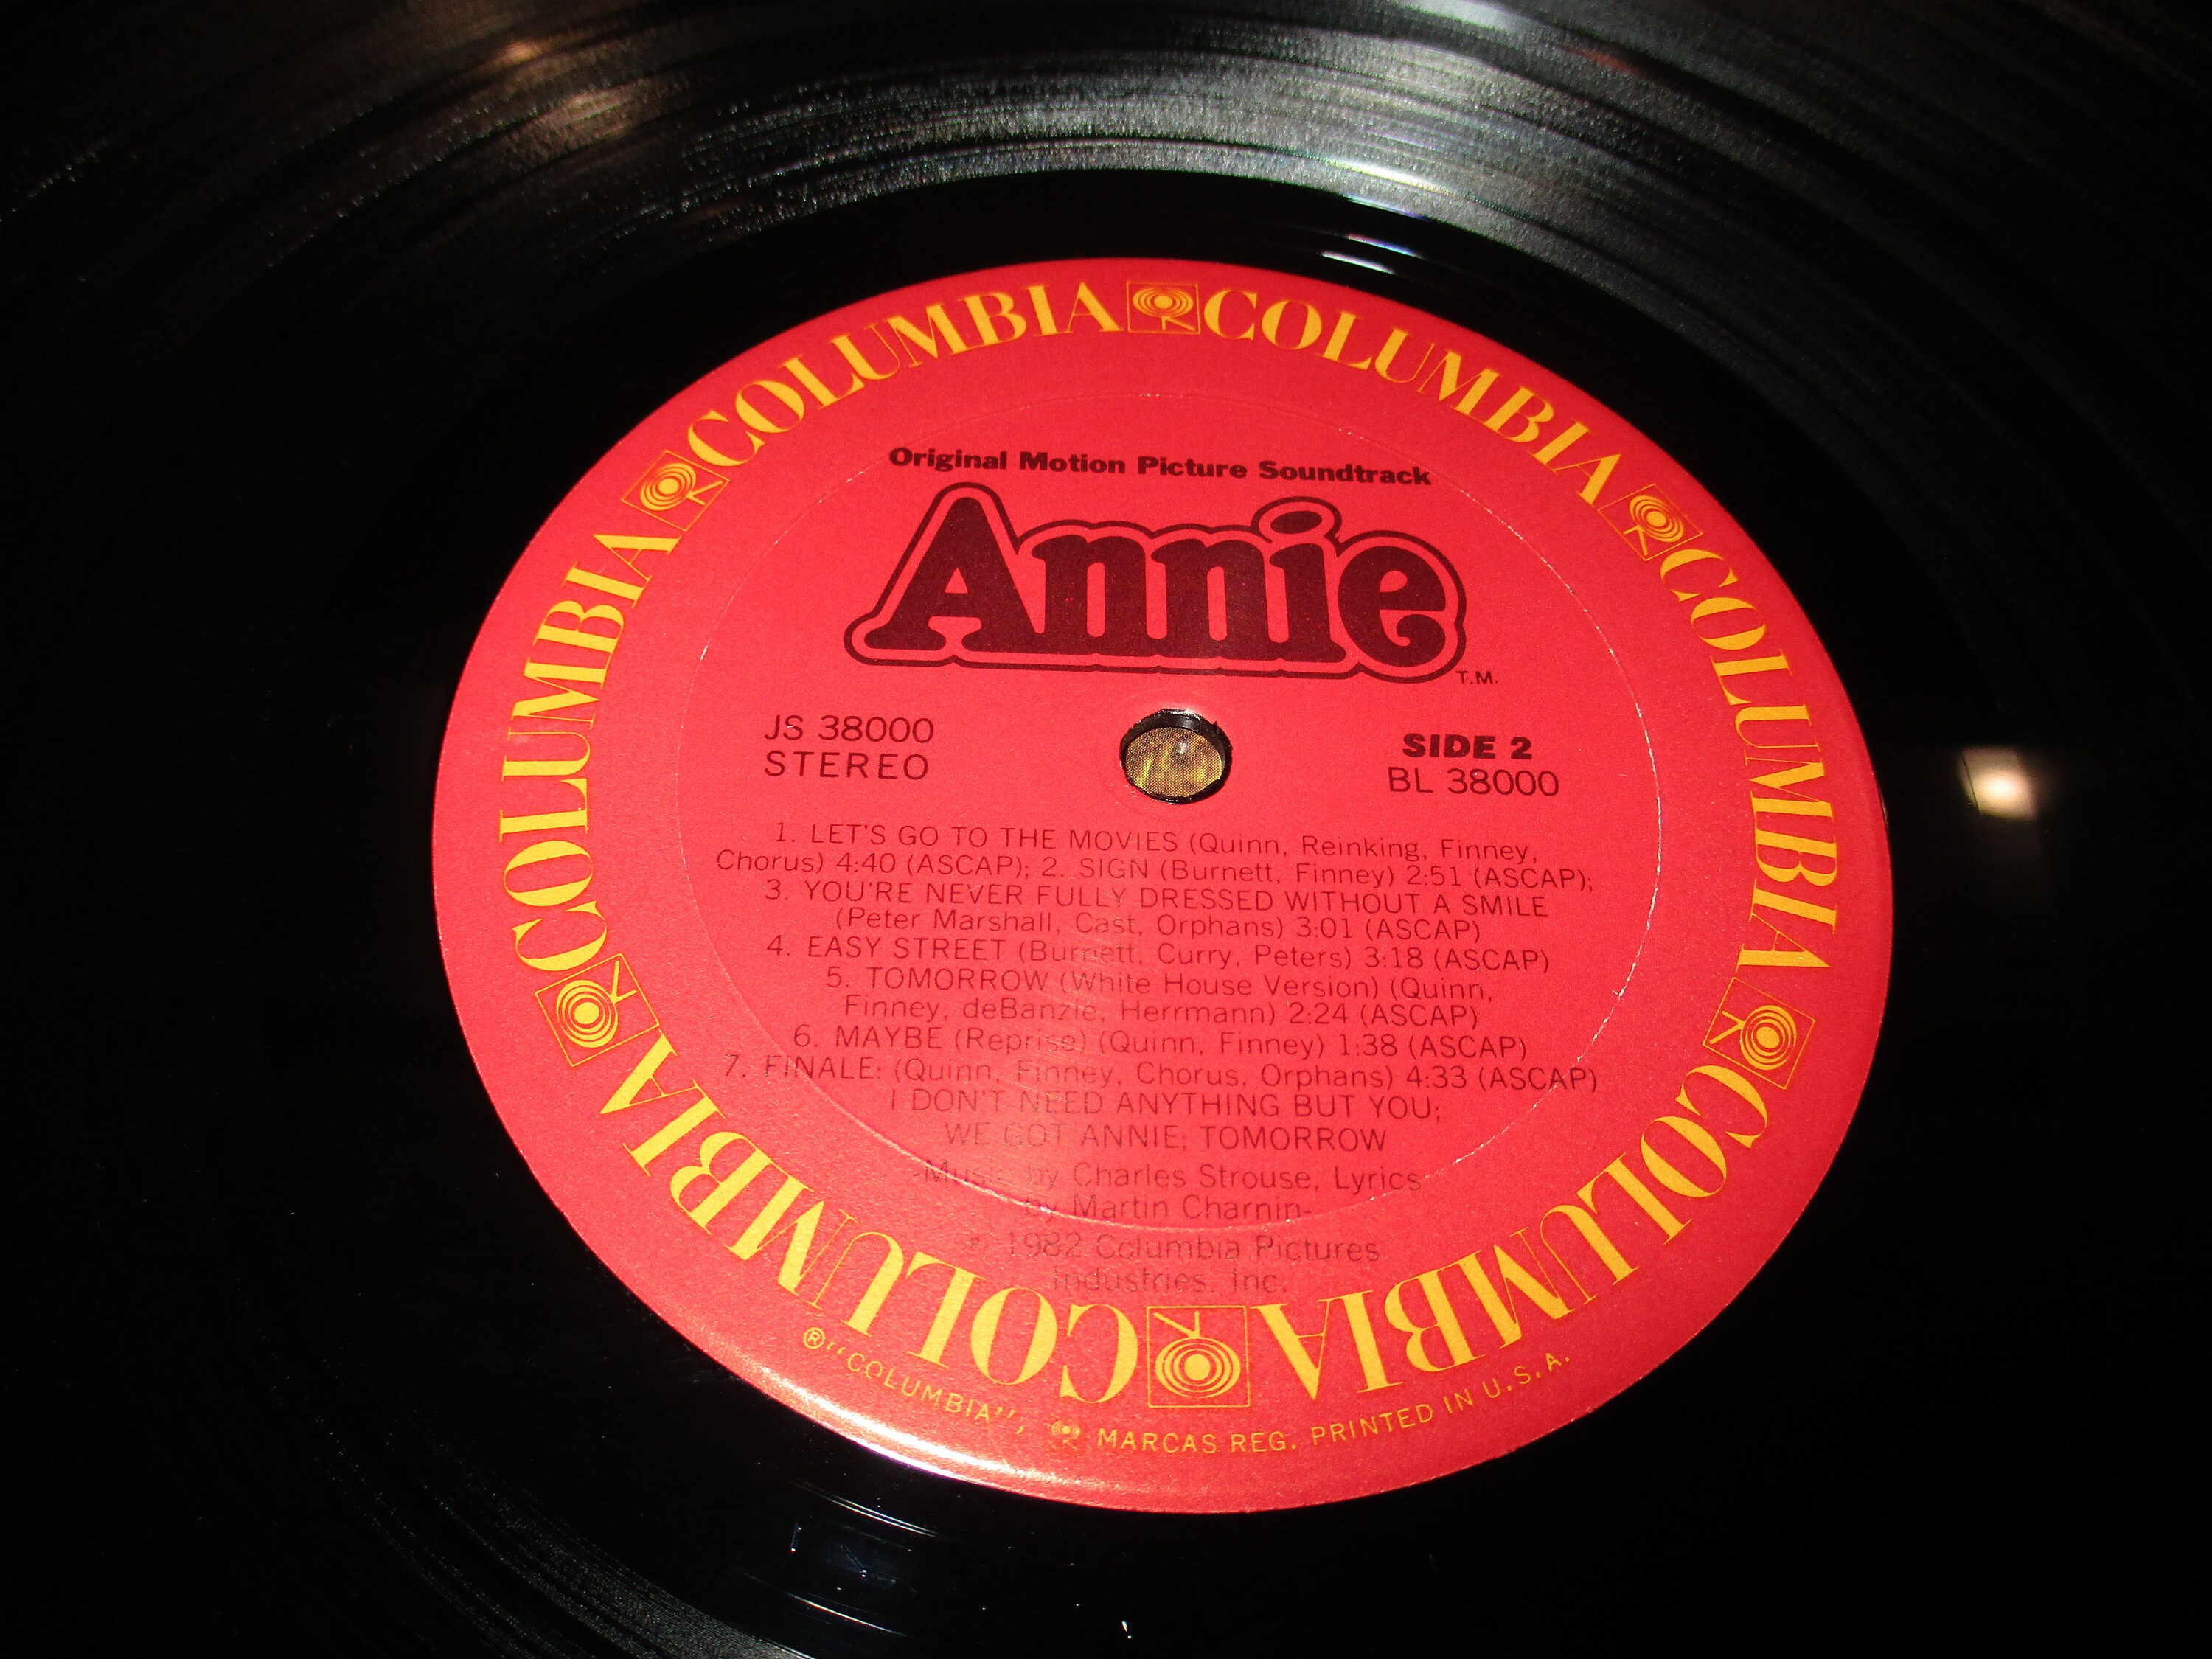 COLUMBIA COLUMBIA COLUMBIA COLUMBIA COLUMBIA COLUMBIA
Original Motion Picture Soundtrack
Annie
T.M.
JS 38000
STEREO
SIDE 2
BL 38000
1. LET'S GO TO THE MOVIES (Quinn, Reinking, Finney,
Chorus) 4:40 (ASCAP); 2. SIGN (Burnett, Finney) 2:51 (ASCAP);
3. YOU'RE NEVER FULLY DRESSED WITHOUT A SMILE
(Peter Marshall, Cast, Orphans) 3:01 (ASCAP)
4. EASY STREET (Burnett, Curry, Peters) 3:18 (ASCAP)
5. TOMORROW (White House Version) (Quinn,
Finney, deBanzie, Herrmann) 2:24 (ASCAP)
6. MAYBE (Reprise) (Quinn, Finney) 1:38 (ASCAP)
7. FINALE: (Quinn, Finney, Chorus, Orphans) 4:33 (ASCAP)
I DON'T NEED ANYTHING BUT YOU;
WE GOT ANNIE; TOMORROW
-Music by Charles Strouse, Lyrics
by Martin Charnin-
1982 Columbia Pictures
Industries, Inc.
® "COLUMBIA", MARCAS REG. PRINTED IN U.S.A.